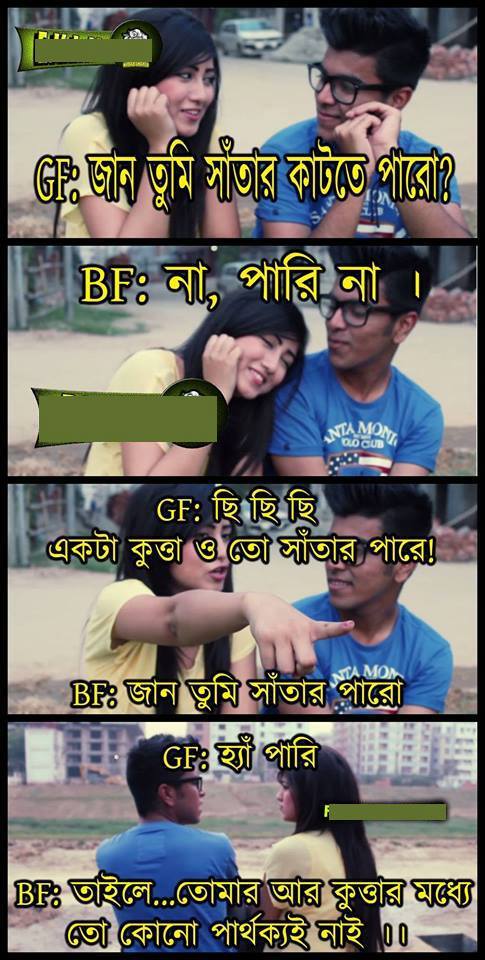 GF: জান তুমি সাঁতার কাটতে পারো?
BF: না, পারি না ।
GF: ছি ছি ছি
একটা কুত্তা ও তো সাঁতার পারে!
BF: জান তুমি সাঁতার পারো
GF: হ্যাঁ পারি
BF: তাইলে...তোমার আর কুত্তার মধ্যে
তো কোনো পার্থক্যই নাই ।।